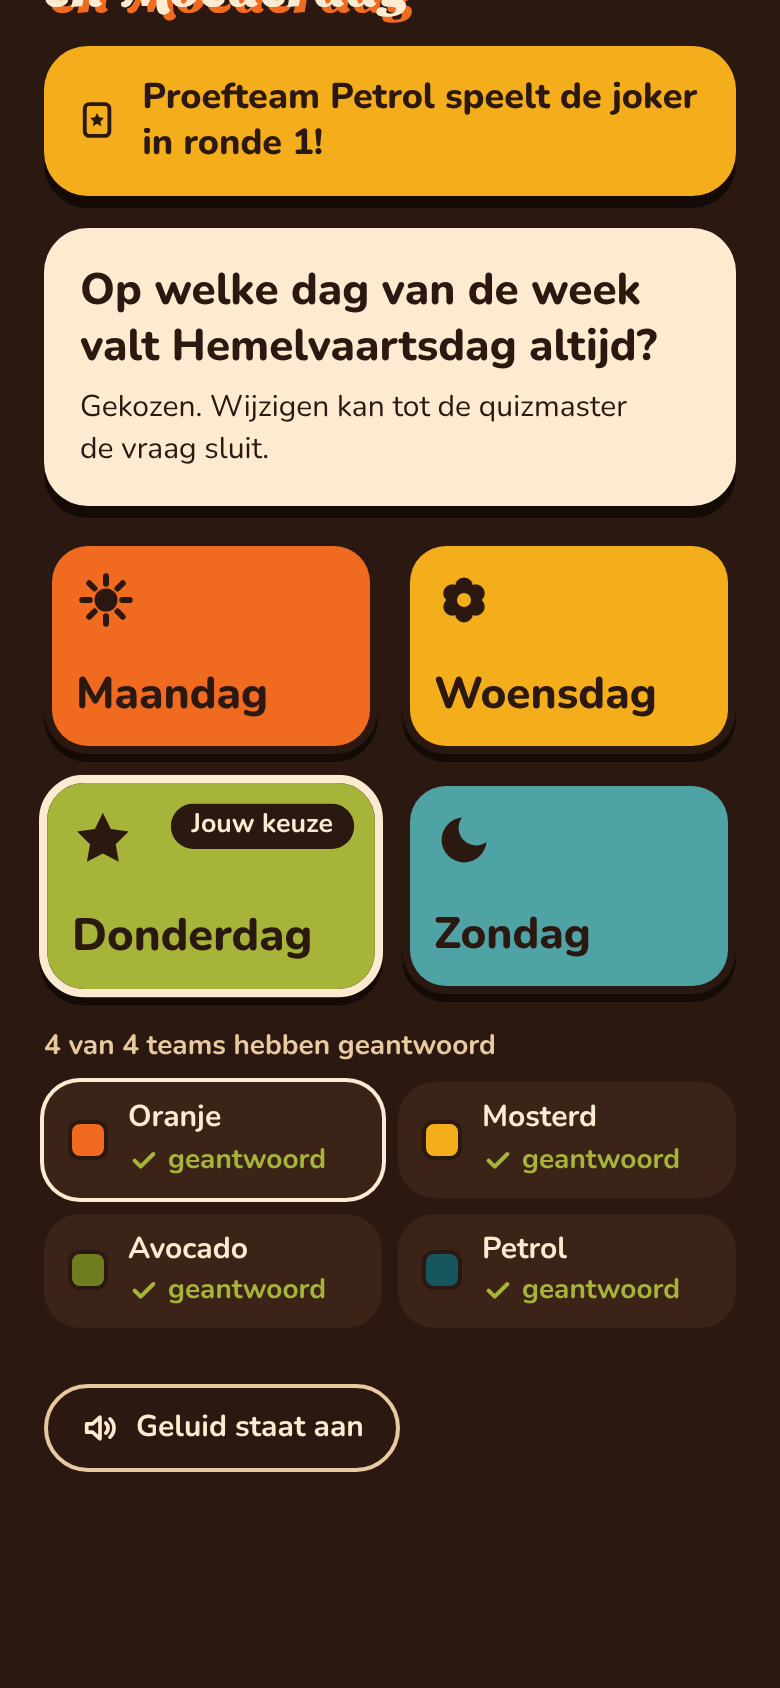 en Moederdag
Proefteam Petrol speelt de joker
in ronde 1!
Op welke dag van de week
valt Hemelvaartsdag altijd?
Gekozen. Wijzigen kan tot de quizmaster
de vraag sluit.
Maandag
Woensdag
Jouw keuze
Donderdag
Zondag
4 van 4 teams hebben geantwoord
Oranje
geantwoord
Mosterd
geantwoord
Avocado
geantwoord
Petrol
geantwoord
Geluid staat aan